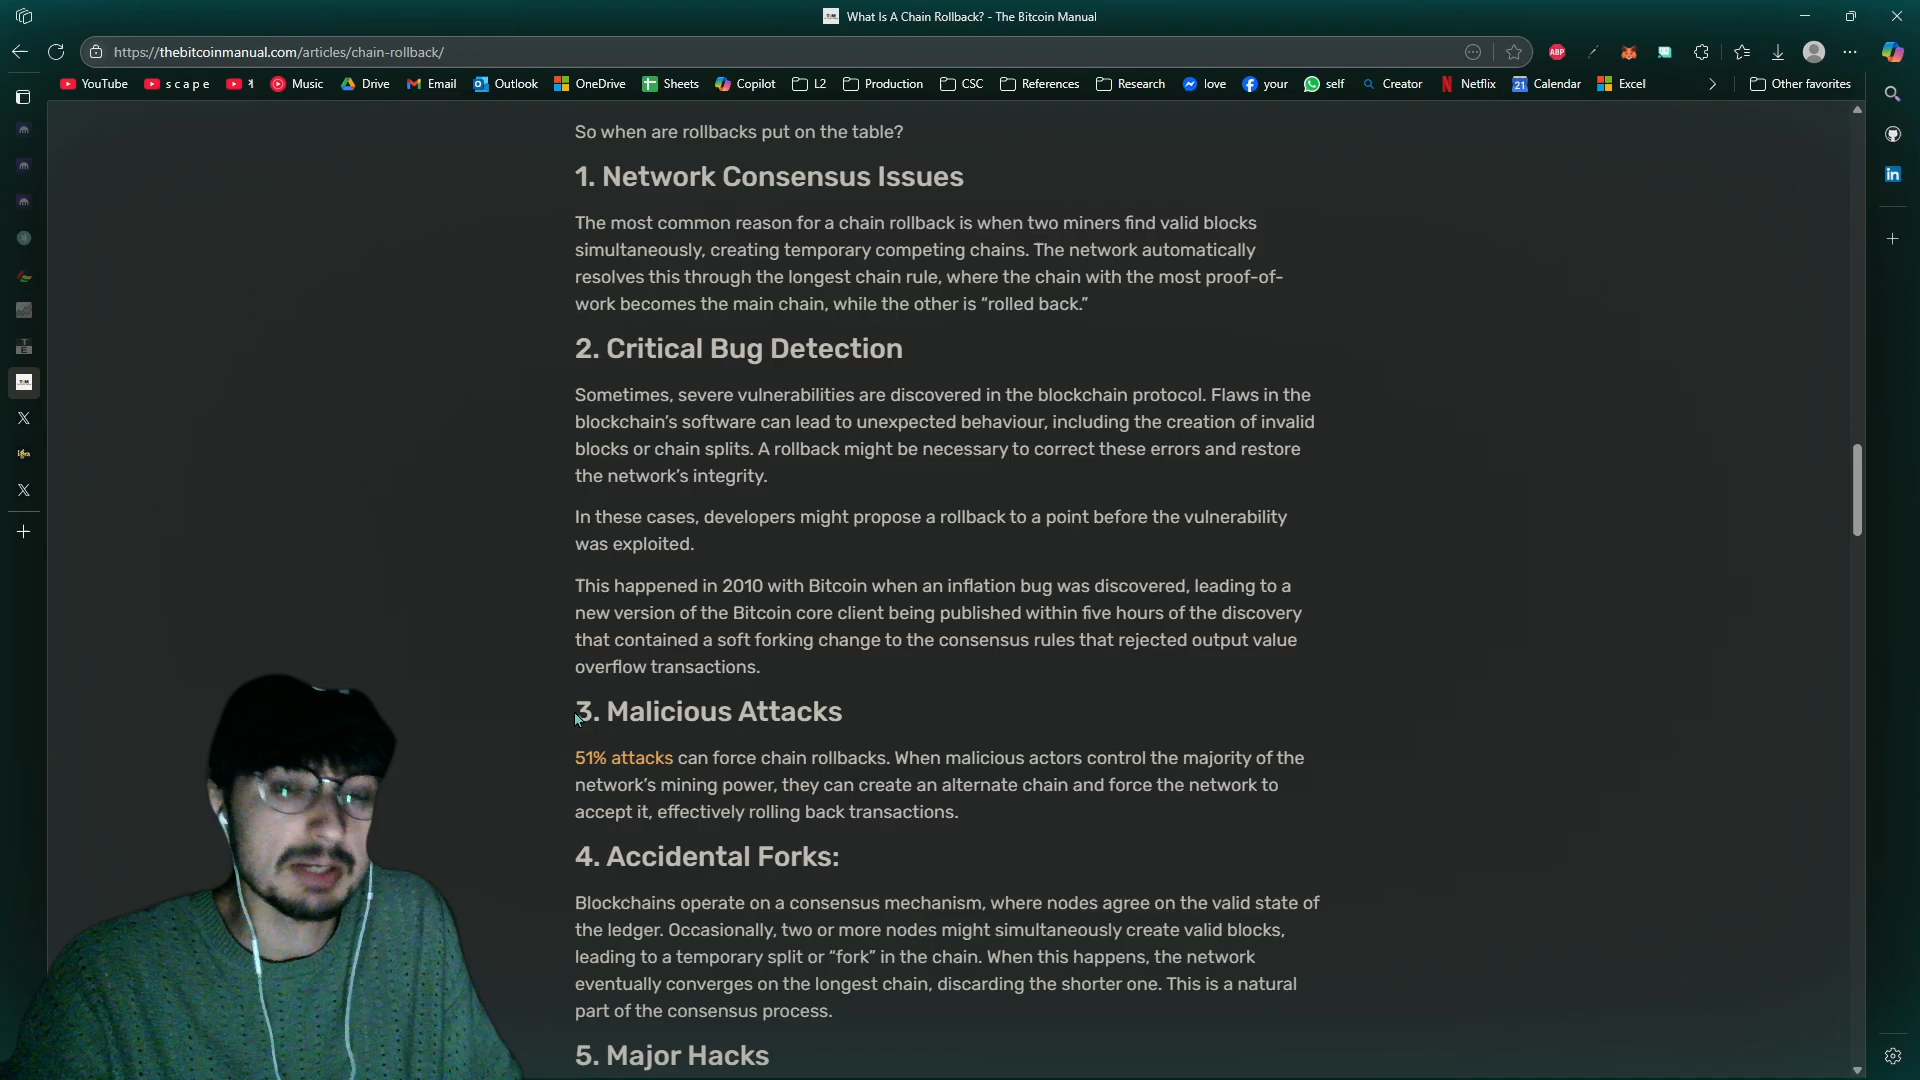 What Is A Chain Rollback? - The Bitcoin Manual
https://thebitcoinmanual.com/articles/chain-rollback/
ABP
YouTube s c a p e Music Drive Email Outlook OneDrive Sheets Copilot L2 Production CSC References Research love your self Creator Netflix 21 Calendar Excel Other favorites
So when are rollbacks put on the table?
1. Network Consensus Issues
The most common reason for a chain rollback is when two miners find valid blocks
simultaneously, creating temporary competing chains. The network automatically
resolves this through the longest chain rule, where the chain with the most proof-of-
work becomes the main chain, while the other is “rolled back.”
2. Critical Bug Detection
Sometimes, severe vulnerabilities are discovered in the blockchain protocol. Flaws in the
blockchain’s software can lead to unexpected behaviour, including the creation of invalid
blocks or chain splits. A rollback might be necessary to correct these errors and restore
the network’s integrity.
In these cases, developers might propose a rollback to a point before the vulnerability
was exploited.
This happened in 2010 with Bitcoin when an inflation bug was discovered, leading to a
new version of the Bitcoin core client being published within five hours of the discovery
that contained a soft forking change to the consensus rules that rejected output value
overflow transactions.
3. Malicious Attacks
51% attacks can force chain rollbacks. When malicious actors control the majority of the
network’s mining power, they can create an alternate chain and force the network to
accept it, effectively rolling back transactions.
4. Accidental Forks:
Blockchains operate on a consensus mechanism, where nodes agree on the valid state of
the ledger. Occasionally, two or more nodes might simultaneously create valid blocks,
leading to a temporary split or “fork” in the chain. When this happens, the network
eventually converges on the longest chain, discarding the shorter one. This is a natural
part of the consensus process.
5. Major Hacks